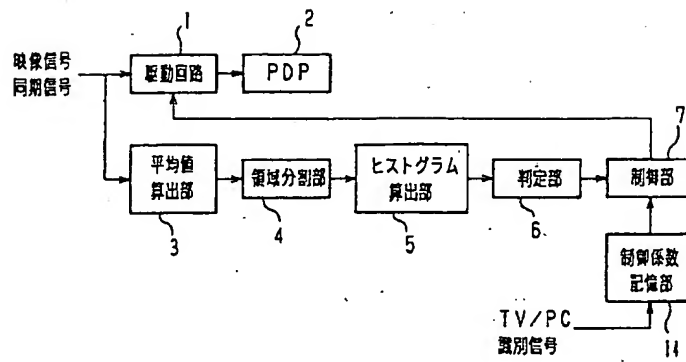 1
2
映像信号
同期信号
駆動回路
PDP
7
平均値
算出部
領域分割部
ヒストグラム
算出部
判定部
制御部
3
4
5
6
制御係数
記憶部
TV/PC
識別信号
11